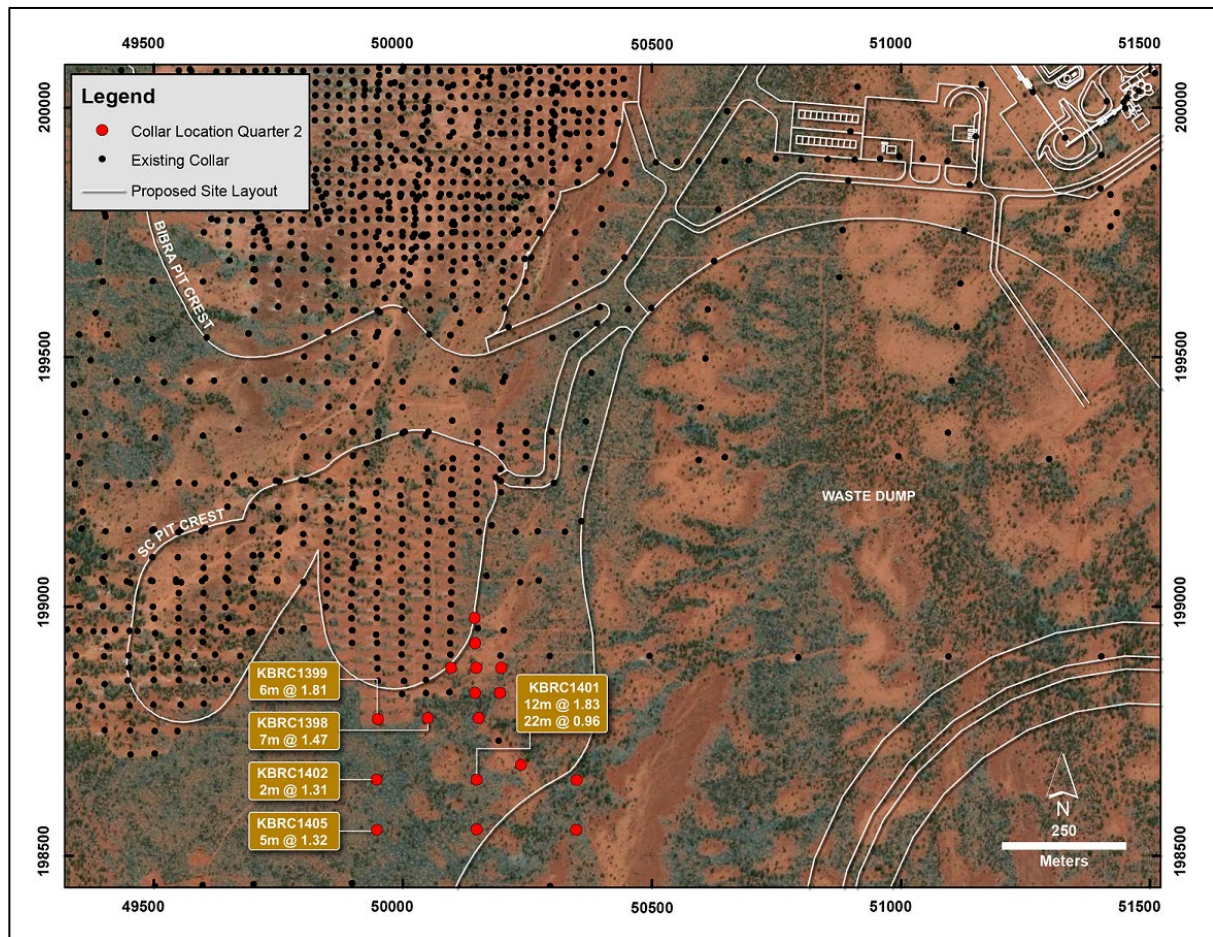 49500 50000 50500 51000 51500
Legend
Collar Location Quarter 2
Existing Collar
Proposed Site Layout
200000
200000
BIBRA PIT CREST
199500
199500
SC PIT CREST
WASTE DUMP
199000
199000
KBRC1399
6m @ 1.81
KBRC1398
7m @ 1.47
KBRC1401
12m @ 1.83
22m @ 0.96
KBRC1402
2m @ 1.31
KBRC1405
5m @ 1.32
N
250
Meters
198500
198500
49500 50000 50500 51000 51500